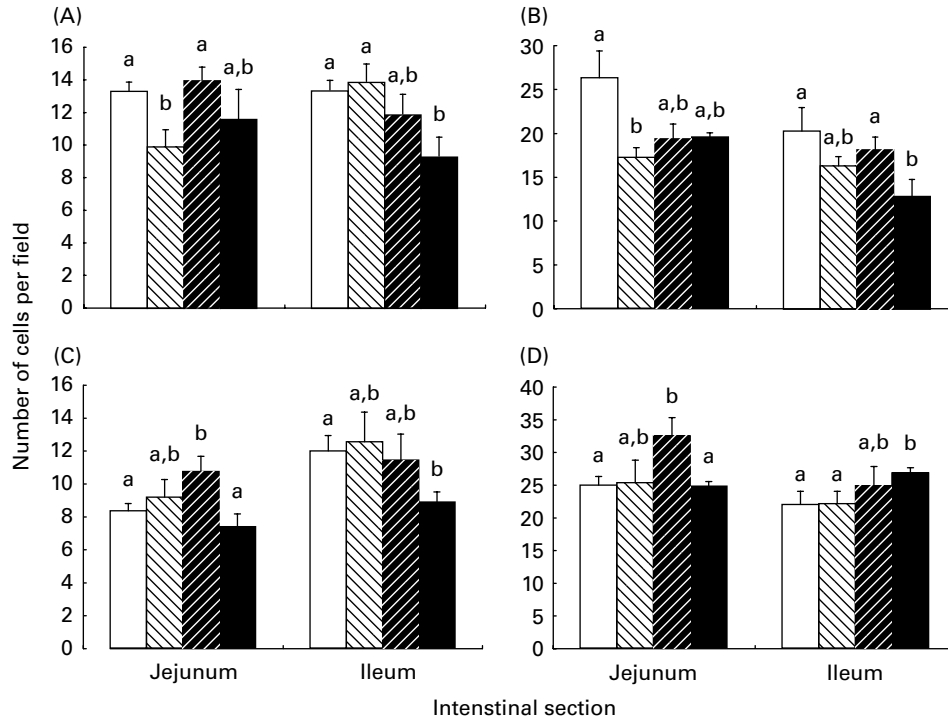 (A)
16
14
12
10
8
6
4
2
0
a
b
a
a,b
a
a
a,b
b
(B)
30
25
20
15
10
5
0
a
b
a,b
a,b
a
a,b
a
b
Number of cells per field
(C)
16
14
12
10
8
6
4
2
0
a
a,b
b
a
a
a,b
a,b
b
Jejunum Ileum
(D)
40
35
30
25
20
15
10
5
0
a
a,b
b
a
a
a
a,b
b
Jejunum Ileum
Intenstinal section